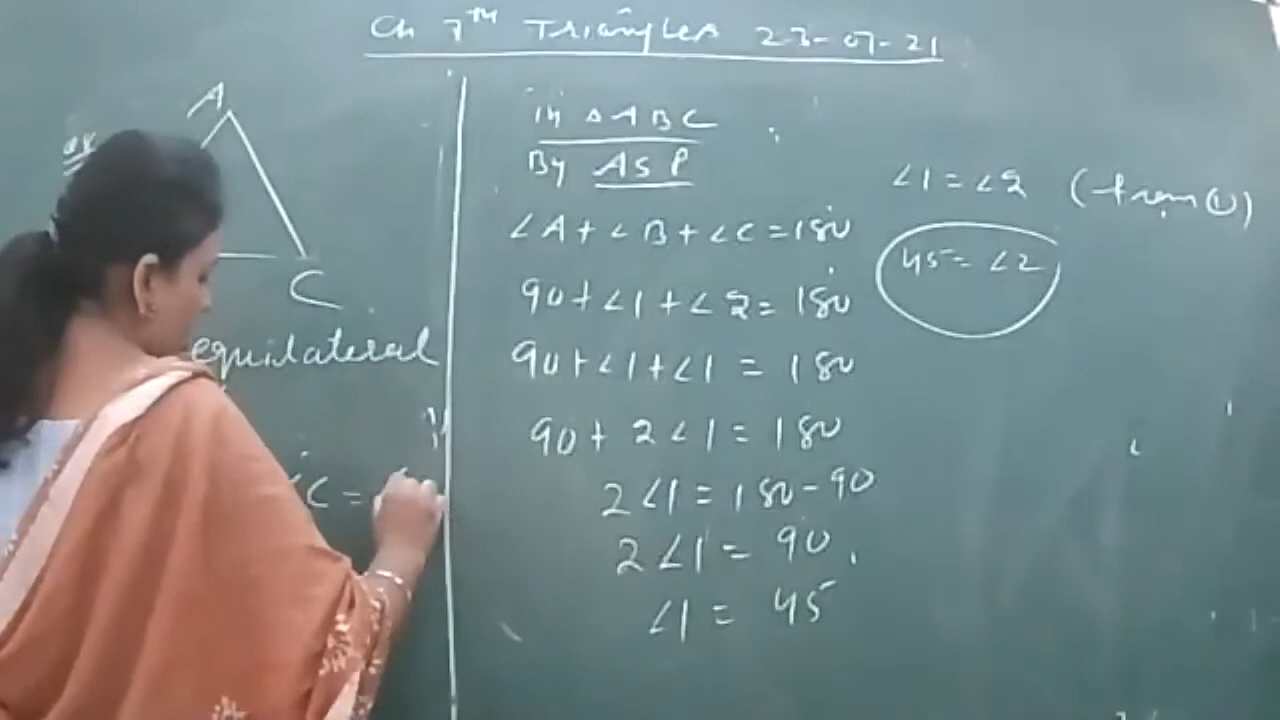 Ch 7TH Triangles 23-07-21
A
C
equilateral
∠C =
in △ABC
By ASP
∠A+∠B+∠C=180
90+∠1+∠2=180
90+∠1+∠1=180
90+2∠1=180
2∠1=180-90
2∠1=90
∠1=45
∠1=∠2 (from ①)
45=∠2